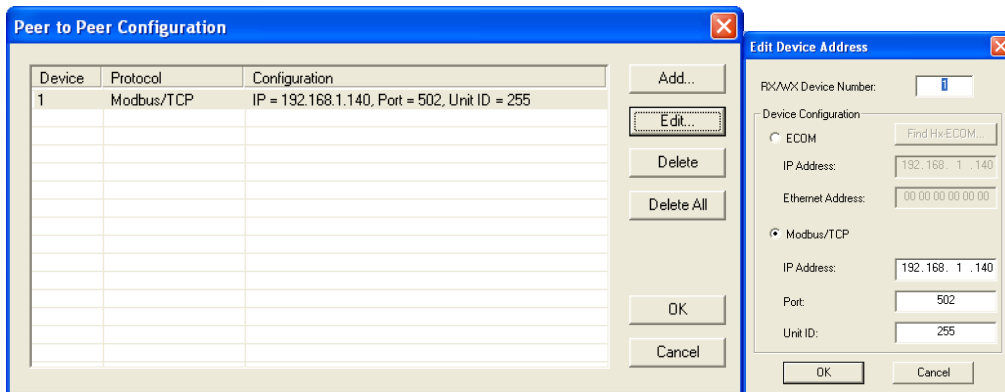 Peer to Peer Configuration
Device Protocol Configuration
1 Modbus/TCP IP = 192.168.1.140, Port = 502, Unit ID = 255
Add...
Edit...
Delete
Delete All
OK
Cancel
Edit Device Address
RX/WX Device Number: 1
Device Configuration
ECOM Find Hx-ECOM...
IP Address: 192.168. 1 .140
Ethernet Address: 00 00 00 00 00 00
Modbus/TCP
IP Address: 192.168. 1 .140
Port: 502
Unit ID: 255
OK Cancel